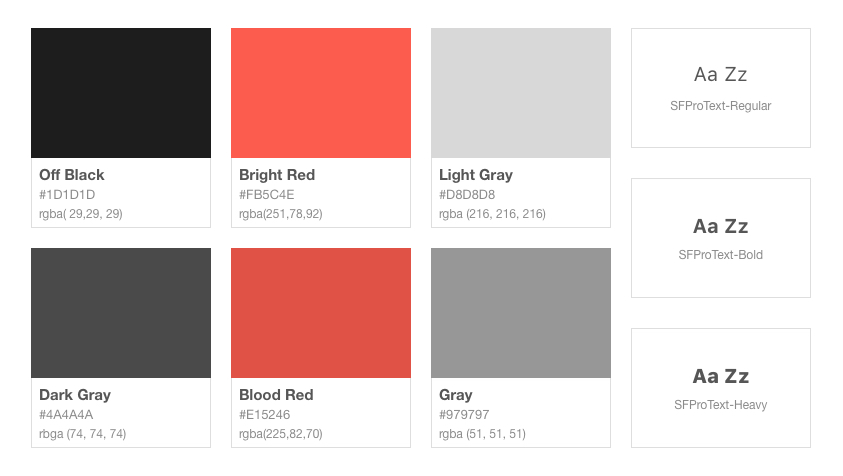 Off Black
#1D1D1D
rgba( 29,29, 29)
Bright Red
#FB5C4E
rgba(251,78,92)
Light Gray
#D8D8D8
rgba (216, 216, 216)
Aa Zz
SFProText-Regular
Aa Zz
SFProText-Bold
Dark Gray
#4A4A4A
rbga (74, 74, 74)
Blood Red
#E15246
rgba(225,82,70)
Gray
#979797
rgba (51, 51, 51)
Aa Zz
SFProText-Heavy